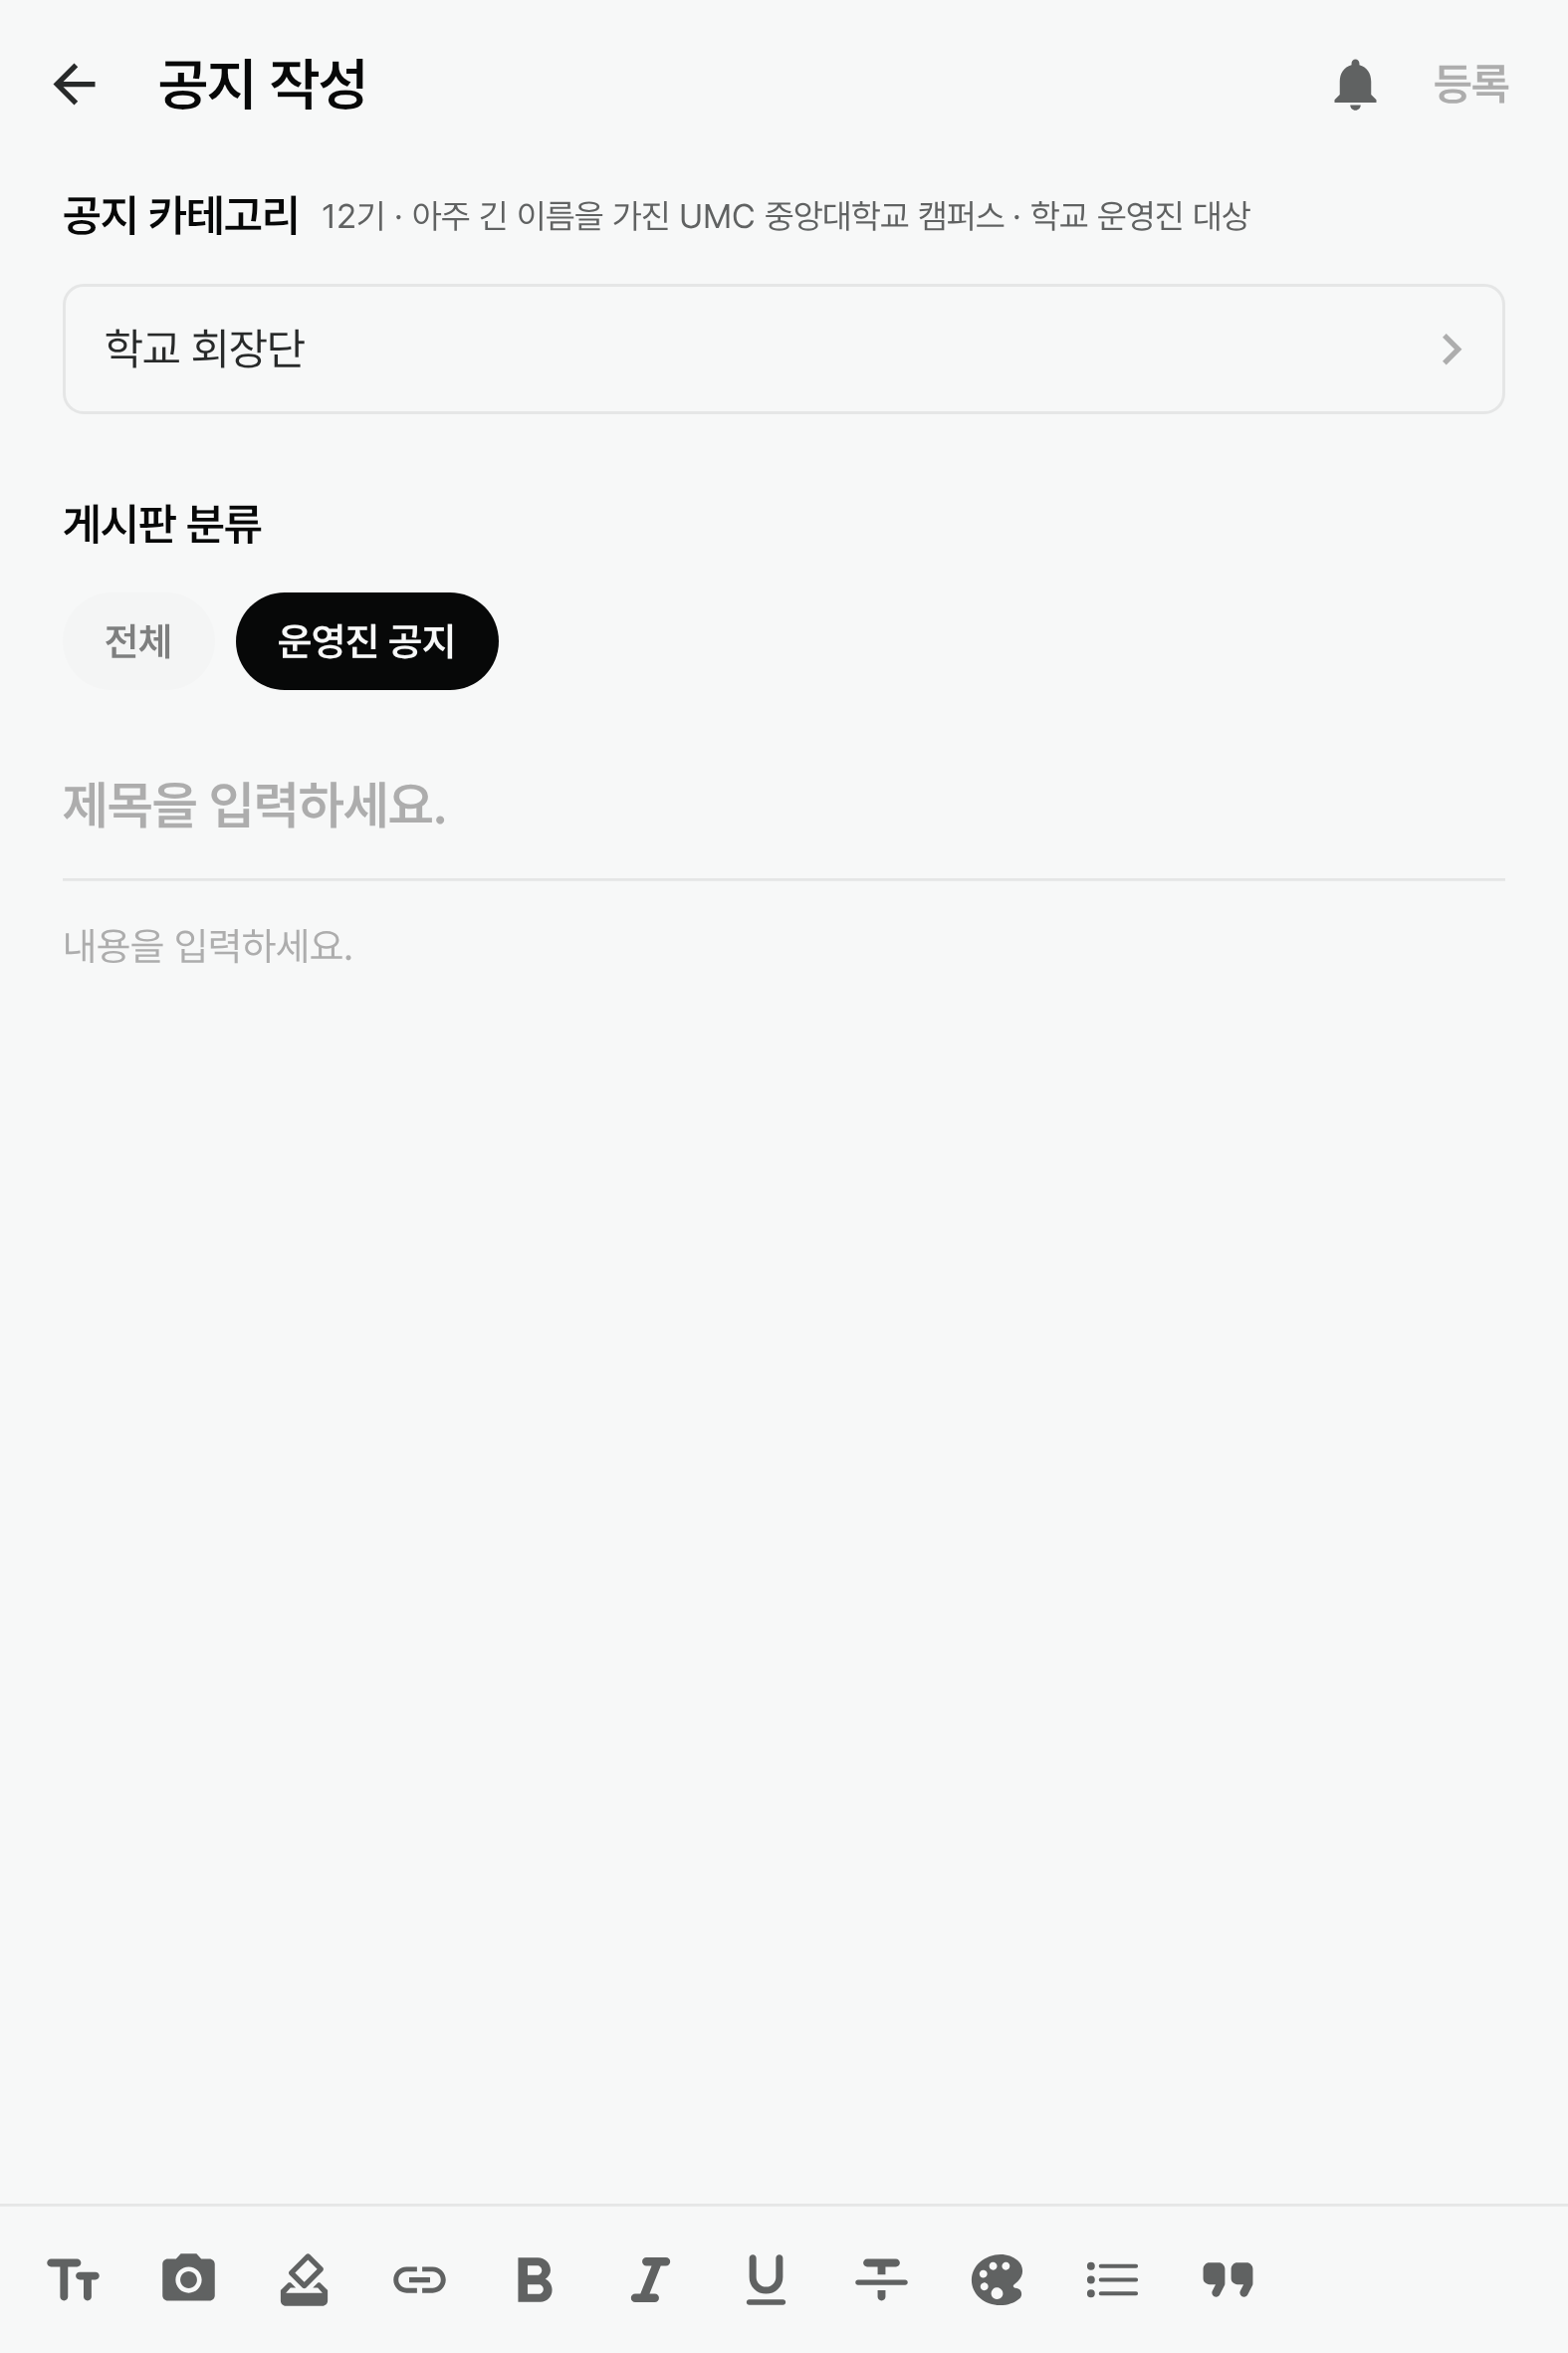 공지 작성
등록
공지 카테고리 12기 · 아주 긴 이름을 가진 UMC 중앙대학교 캠퍼스 · 학교 운영진 대상
학교 회장단
게시판 분류
전체 운영진 공지
제목을 입력하세요.
내용을 입력하세요.